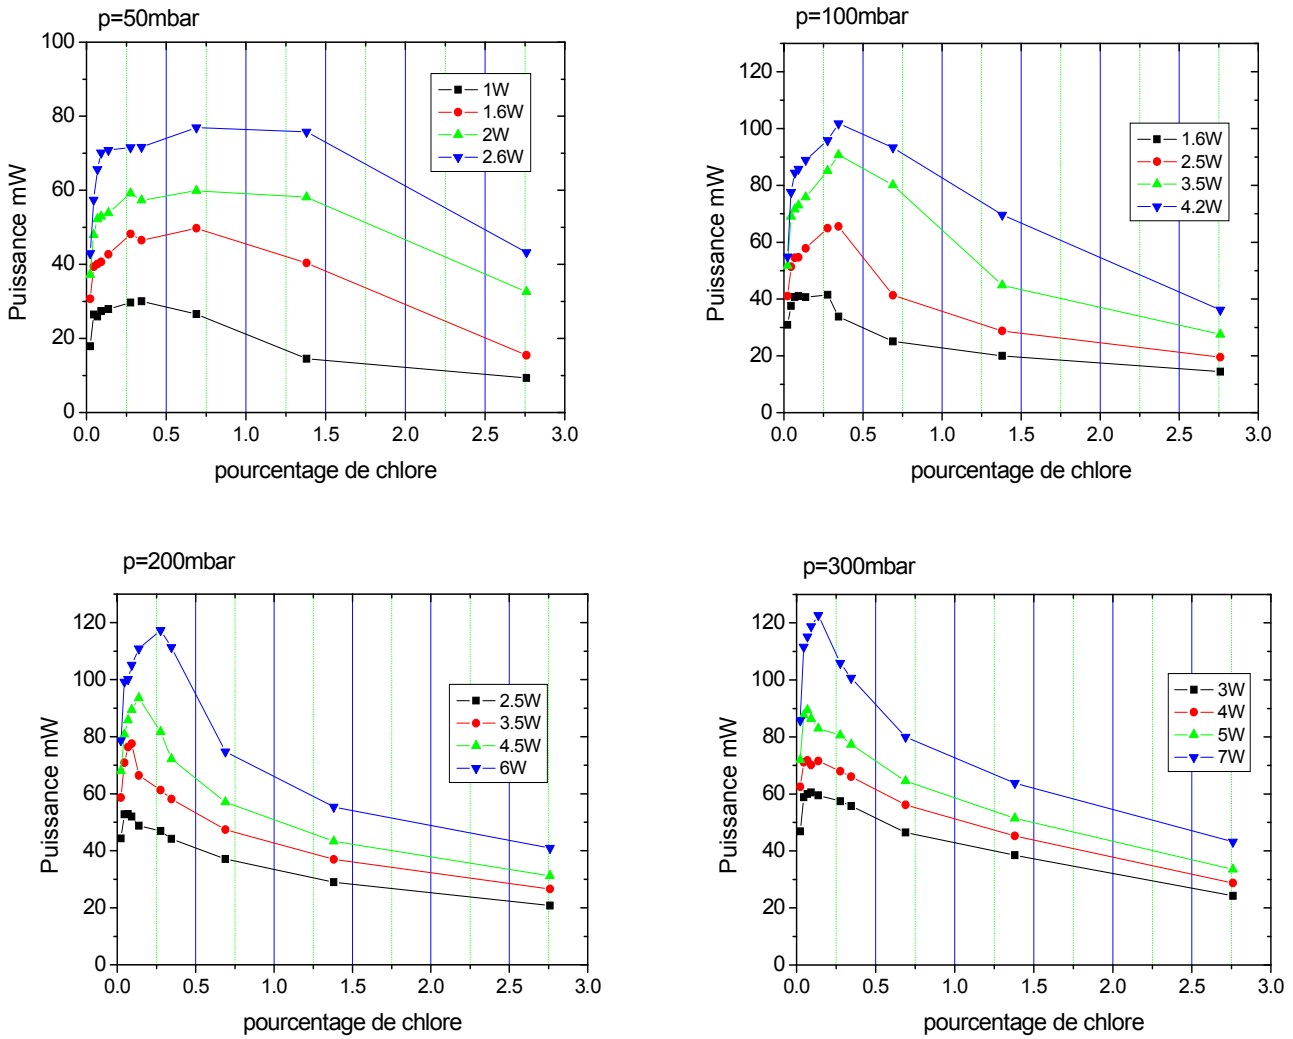 p=50mbar
100
80
60
40
20
0
Puissance mW
1W
1.6W
2W
2.6W
0.0 0.5 1.0 1.5 2.0 2.5 3.0
pourcentage de chlore
p=100mbar
120
100
80
60
40
20
0
Puissance mW
1.6W
2.5W
3.5W
4.2W
0.0 0.5 1.0 1.5 2.0 2.5 3.0
pourcentage de chlore
p=200mbar
120
100
80
60
40
20
0
Puissance mW
2.5W
3.5W
4.5W
6W
0.0 0.5 1.0 1.5 2.0 2.5 3.0
pourcentage de chlore
p=300mbar
120
100
80
60
40
20
0
Puissance mW
3W
4W
5W
7W
0.0 0.5 1.0 1.5 2.0 2.5 3.0
pourcentage de chlore